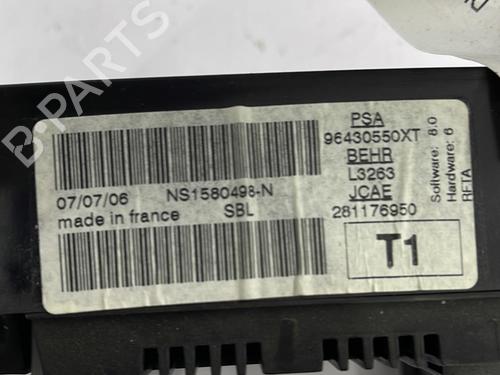 B-PARTS
PSA
96430550XT
BEHR
L3263
JCAE
281176950
T1
Software: 8.0
Hardware: 6
RFTA
07/07/06 NS1580498-N
made in france SBL